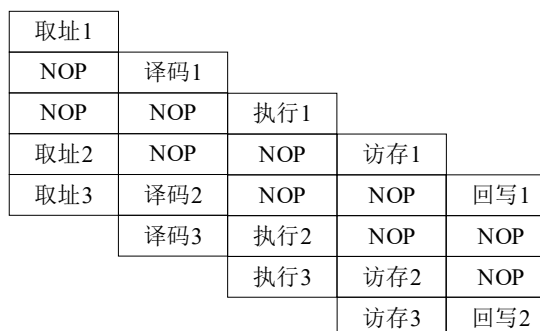 取址1
NOP 译码1
NOP NOP 执行1
取址2 NOP NOP 访存1
取址3 译码2 NOP NOP 回写1
译码3 执行2 NOP NOP
执行3 访存2 NOP
访存3 回写2